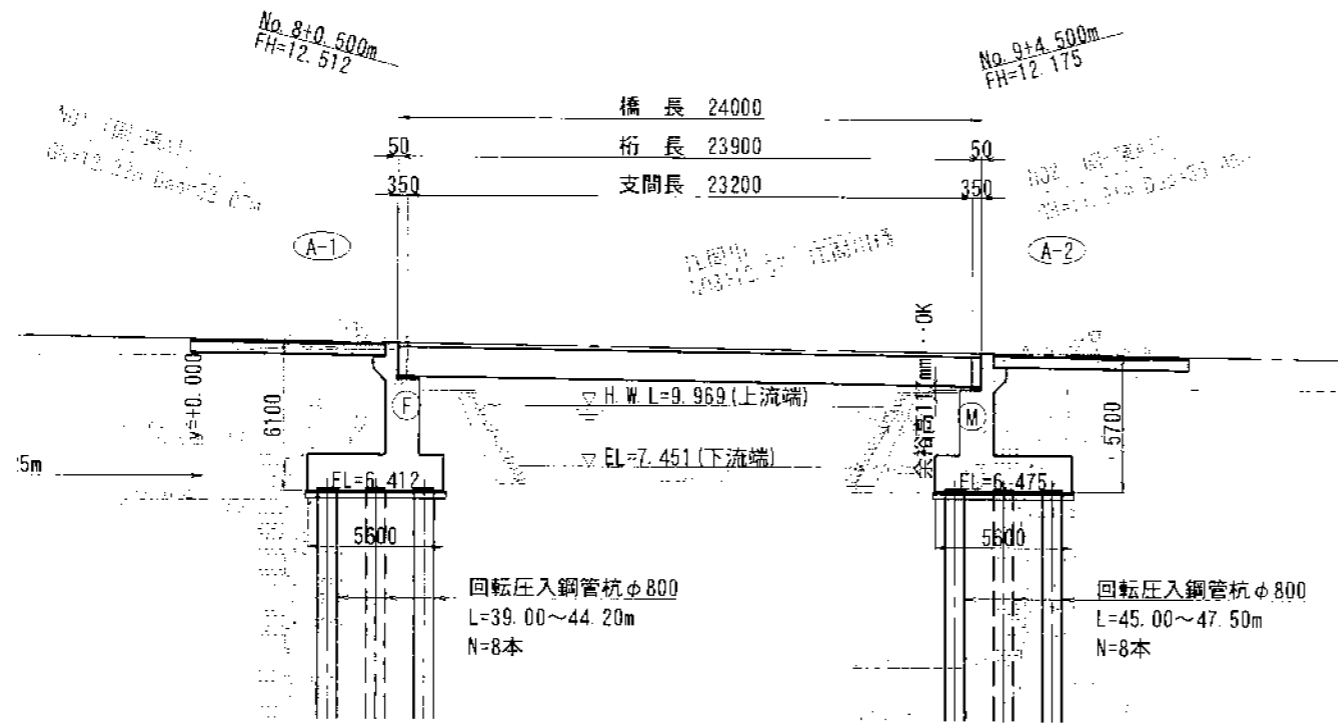 No. 8+0. 500m
FH=12. 512
No. 9+4. 500m
FH=12. 175
橋 長 24000
50 桁 長 23900 50
350 支間長 23200 350
A-1
A-2
y=+0.000
6100
F
▽ H. W. L=9. 969 (上流端)
M
5700
5m
▽ EL=7. 451 (下流端)
EL=6. 412
EL=6. 475
5600
5600
回転圧入鋼管杭φ800
L=39. 00～44. 20m
N=8本
回転圧入鋼管杭φ800
L=45. 00～47. 50m
N=8本